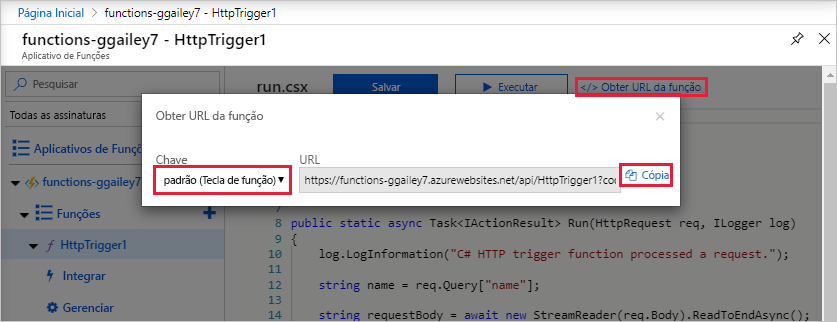 Página Inicial > functions-ggailey7 - HttpTrigger1
functions-ggailey7 - HttpTrigger1
Aplicativo de Funções
Pesquisar
run.csx Salvar Executar </> Obter URL da função
Todas as assinaturas
Obter URL da função
Aplicativos de Funçõ
Chave URL
padrão (Tecla de função) https://functions-ggailey7.azurewebsites.net/api/HttpTrigger1?co Cópia
functions-ggailey7
7
Funções
8 public static async Task<IActionResult> Run(HttpRequest req, ILogger log)
9 {
HttpTrigger1
10 log.LogInformation("C# HTTP trigger function processed a request.");
11
Integrar
12 string name = req.Query["name"];
13
Gerenciar
14 string requestBody = await new StreamReader(req.Body).ReadToEndAsync();